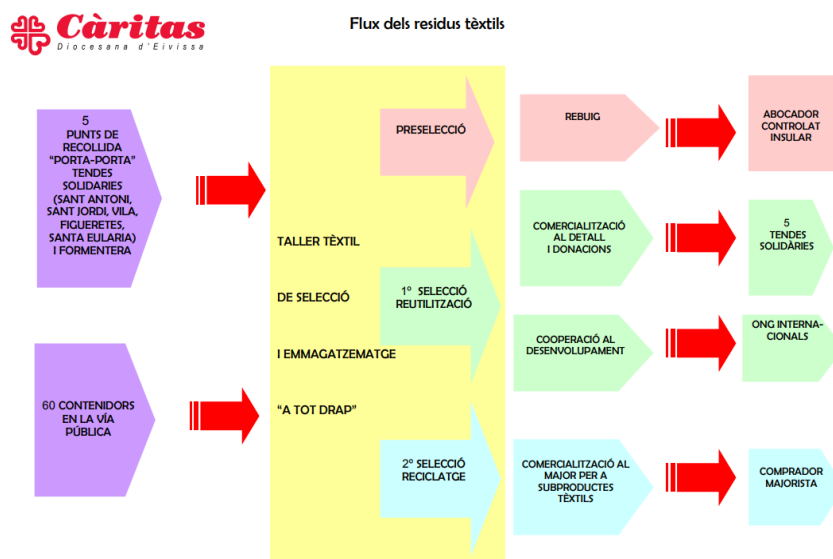 Càritas
Diocesana d'Eivissa
Flux dels residus tèxtils
5
PUNTS DE
RECOLLIDA
“PORTA-PORTA”
TENDES
SOLIDARIES
(SANT ANTONI,
SANT JORDI, VILA,
FIGUERETES,
SANTA EULARIA)
I FORMENTERA
60 CONTENIDORS
EN LA VÍA
PÚBLICA
TALLER TÈXTIL
DE SELECCIÓ
I EMMAGATZEMATGE
“A TOT DRAP”
PRESELECCIÓ
1º SELECCIÓ
REUTILITZACIÓ
2º SELECCIÓ
RECICLATGE
REBUIG
COMERCIALITZACIÓ
AL DETALL
I DONACIONS
COOPERACIÓ AL
DESENVOLUPAMENT
COMERCIALITZACIÓ AL
MAJOR PER A
SUBPRODUCTES
TÈXTILS
ABOCADOR
CONTROLAT
INSULAR
5
TENDES
SOLIDÀRIES
ONG INTERNA-
CIONALS
COMPRADOR
MAJORISTA